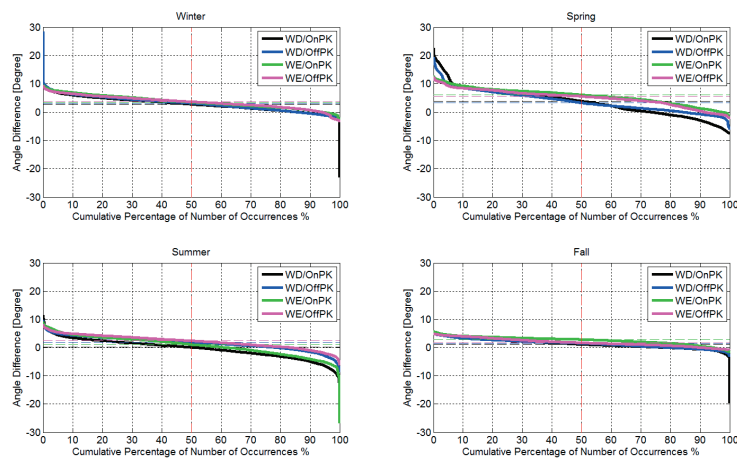 Winter
30
20
10
0
-10
-20
-30
0 10 20 30 40 50 60 70 80 90 100
Angle Difference [Degree]
Cumulative Percentage of Number of Occurrences %
WD/OnPK
WD/OffPK
WE/OnPK
WE/OffPK
Spring
30
20
10
0
-10
-20
-30
0 10 20 30 40 50 60 70 80 90 100
Angle Difference [Degree]
Cumulative Percentage of Number of Occurrences %
WD/OnPK
WD/OffPK
WE/OnPK
WE/OffPK
Summer
30
20
10
0
-10
-20
-30
0 10 20 30 40 50 60 70 80 90 100
Angle Difference [Degree]
Cumulative Percentage of Number of Occurrences %
WD/OnPK
WD/OffPK
WE/OnPK
WE/OffPK
Fall
30
20
10
0
-10
-20
-30
0 10 20 30 40 50 60 70 80 90 100
Angle Difference [Degree]
Cumulative Percentage of Number of Occurrences %
WD/OnPK
WD/OffPK
WE/OnPK
WE/OffPK